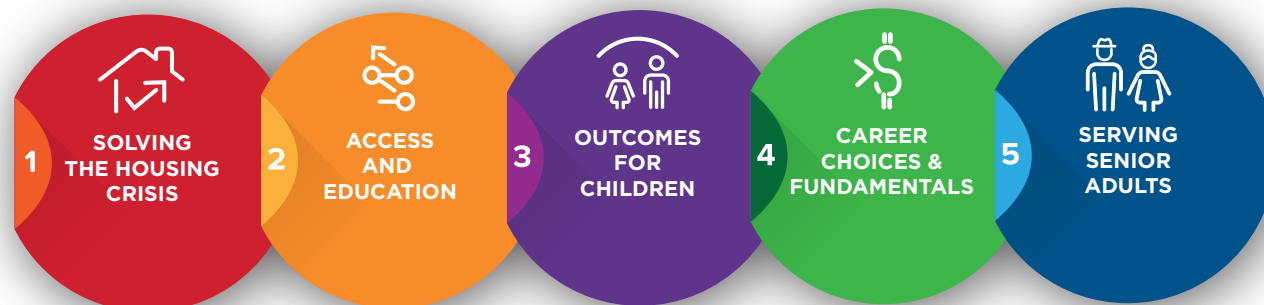 1
SOLVING
THE HOUSING
CRISIS
2
ACCESS
AND
EDUCATION
3
OUTCOMES
FOR
CHILDREN
4
CAREER
CHOICES &
FUNDAMENTALS
5
SERVING
SENIOR
ADULTS